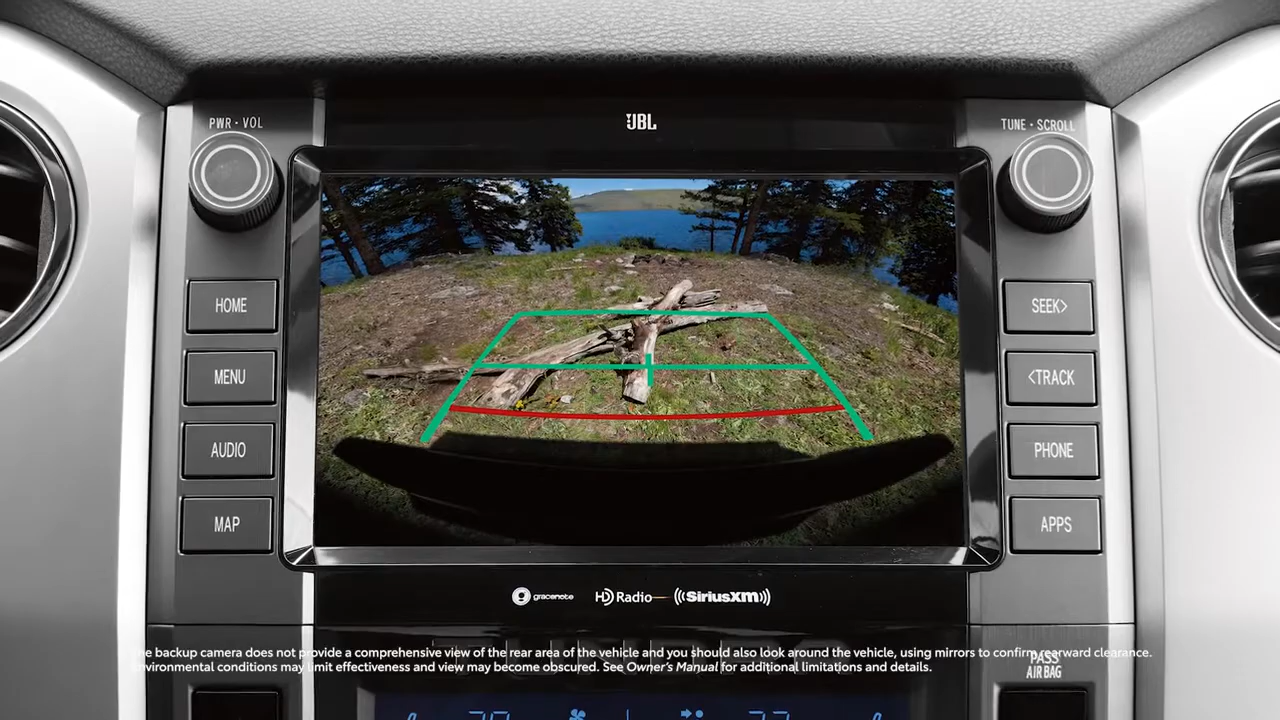 PWR • VOL
JBL
TUNE • SCROLL
HOME
SEEK>
MENU
<TRACK
AUDIO
PHONE
MAP
APPS
gracenote
HD Radio
SiriusXM
backup camera does not provide a comprehensive view of the rear area of the vehicle and you should also look around the vehicle, using mirrors to confirm rearward clearance.
Environmental conditions may limit effectiveness and view may become obscured. See Owner's Manual for additional limitations and details.
PASS
AIR BAG